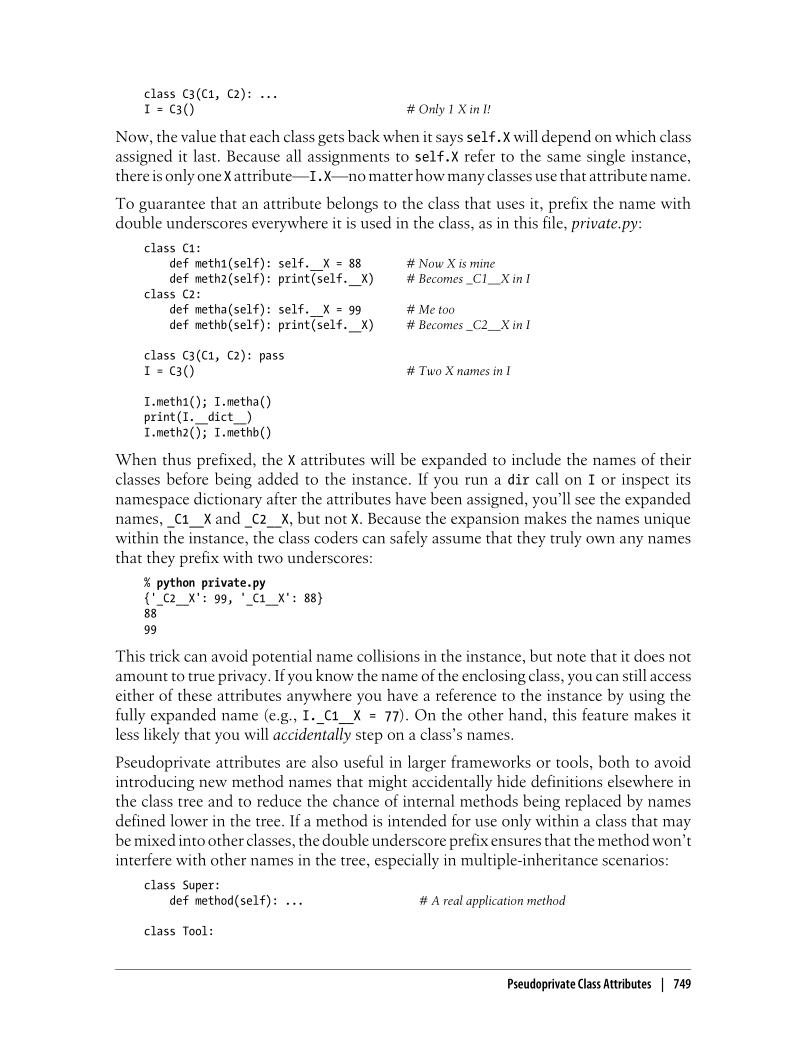 class C3(C1, C2): ...
I = C3() # Only 1 X in I!
Now, the value that each class gets back when it says self.X will depend on which class
assigned it last. Because all assignments to self.X refer to the same single instance,
there is only one X attribute—I.X—no matter how many classes use that attribute name.
To guarantee that an attribute belongs to the class that uses it, prefix the name with
double underscores everywhere it is used in the class, as in this file, private.py:
class C1:
    def meth1(self): self.__X = 88 # Now X is mine
    def meth2(self): print(self.__X) # Becomes _C1__X in I
class C2:
    def metha(self): self.__X = 99 # Me too
    def methb(self): print(self.__X) # Becomes _C2__X in I
class C3(C1, C2): pass
I = C3() # Two X names in I
I.meth1(); I.metha()
print(I.__dict__)
I.meth2(); I.methb()
When thus prefixed, the X attributes will be expanded to include the names of their
classes before being added to the instance. If you run a dir call on I or inspect its
namespace dictionary after the attributes have been assigned, you’ll see the expanded
names, _C1__X and _C2__X, but not X. Because the expansion makes the names unique
within the instance, the class coders can safely assume that they truly own any names
that they prefix with two underscores:
% python private.py
{'_C2__X': 99, '_C1__X': 88}
88
99
This trick can avoid potential name collisions in the instance, but note that it does not
amount to true privacy. If you know the name of the enclosing class, you can still access
either of these attributes anywhere you have a reference to the instance by using the
fully expanded name (e.g., I._C1__X = 77). On the other hand, this feature makes it
less likely that you will accidentally step on a class’s names.
Pseudoprivate attributes are also useful in larger frameworks or tools, both to avoid
introducing new method names that might accidentally hide definitions elsewhere in
the class tree and to reduce the chance of internal methods being replaced by names
defined lower in the tree. If a method is intended for use only within a class that may
be mixed into other classes, the double underscore prefix ensures that the method won’t
interfere with other names in the tree, especially in multiple-inheritance scenarios:
class Super:
    def method(self): ... # A real application method
class Tool:
Pseudoprivate Class Attributes | 749